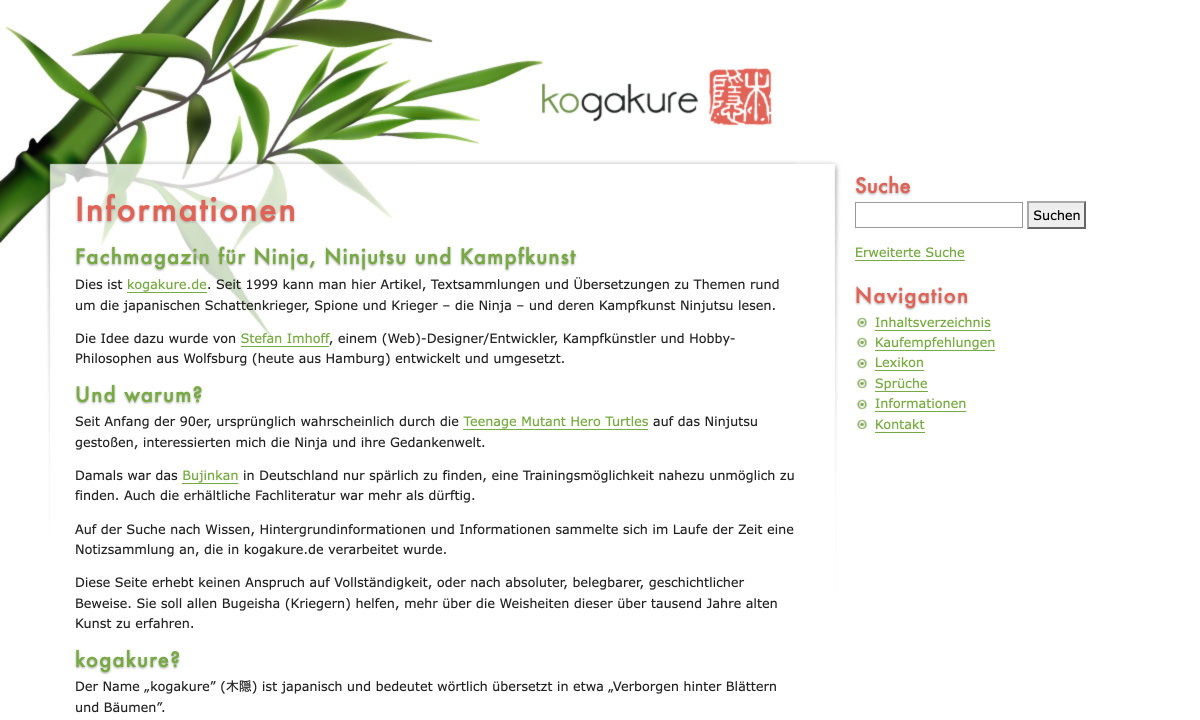 kogakure 木隱
Informationen
Fachmagazin für Ninja, Ninjutsu und Kampfkunst
Dies ist kogakure.de. Seit 1999 kann man hier Artikel, Textsammlungen und Übersetzungen zu Themen rund
um die japanischen Schattenkrieger, Spione und Krieger – die Ninja – und deren Kampfkunst Ninjutsu lesen.
Die Idee dazu wurde von Stefan Imhoff, einem (Web)-Designer/Entwickler, Kampfkünstler und Hobby-
Philosophen aus Wolfsburg (heute aus Hamburg) entwickelt und umgesetzt.
Und warum?
Seit Anfang der 90er, ursprünglich wahrscheinlich durch die Teenage Mutant Hero Turtles auf das Ninjutsu
gestoßen, interessierten mich die Ninja und ihre Gedankenwelt.
Damals war das Bujinkan in Deutschland nur spärlich zu finden, eine Trainingsmöglichkeit nahezu unmöglich zu
finden. Auch die erhältliche Fachliteratur war mehr als dürftig.
Auf der Suche nach Wissen, Hintergrundinformationen und Informationen sammelte sich im Laufe der Zeit eine
Notizsammlung an, die in kogakure.de verarbeitet wurde.
Diese Seite erhebt keinen Anspruch auf Vollständigkeit, oder nach absoluter, belegbarer, geschichtlicher
Beweise. Sie soll allen Bugeisha (Kriegern) helfen, mehr über die Weisheiten dieser über tausend Jahre alten
Kunst zu erfahren.
kogakure?
Der Name „kogakure” (木隠) ist japanisch und bedeutet wörtlich übersetzt in etwa „Verborgen hinter Blättern
und Bäumen”.
Suche
Suchen
Erweiterte Suche
Navigation
Inhaltsverzeichnis
Kaufempfehlungen
Lexikon
Sprüche
Informationen
Kontakt